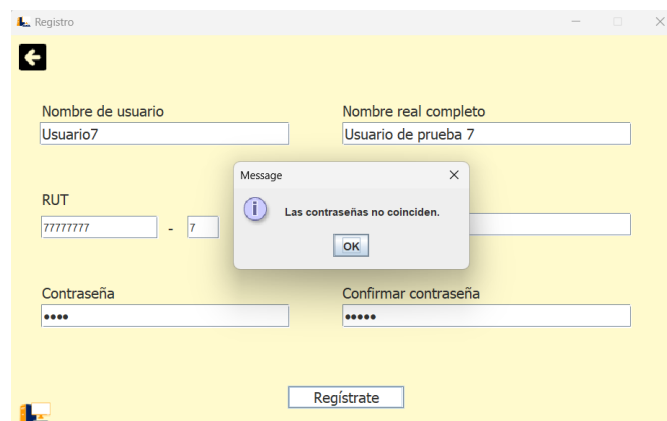 Registro
Nombre de usuario
Nombre real completo
Usuario7
Usuario de prueba 7
Message
Las contraseñas no coinciden.
OK
RUT
77777777 - 7
Contraseña
Confirmar contraseña
••••
•••••
Regístrate